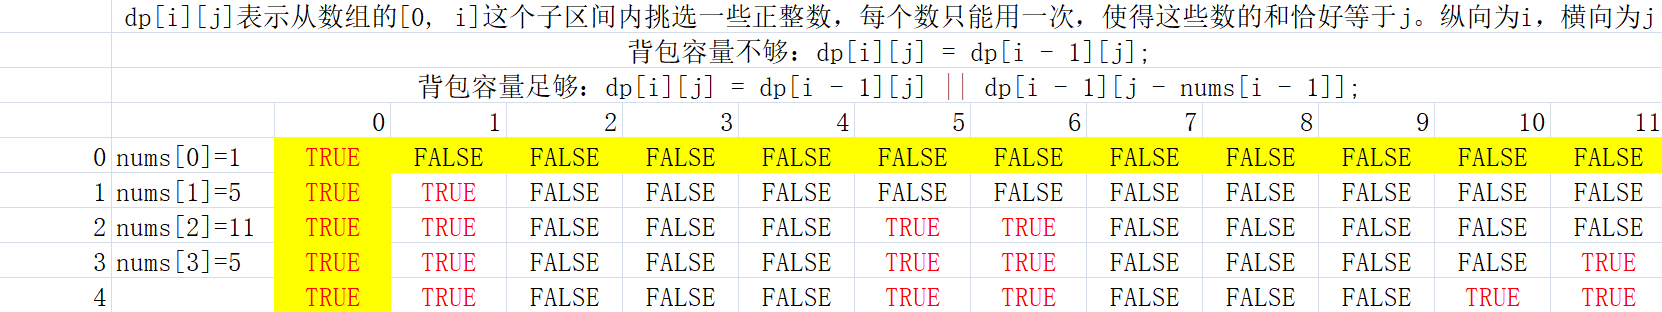 dp[i][j]表示从数组的[0, i]这个子区间内挑选一些正整数，每个数只能用一次，使得这些数的和恰好等于j。纵向为i，横向为j
背包容量不够：dp[i][j] = dp[i - 1][j];
背包容量足够：dp[i][j] = dp[i - 1][j] || dp[i - 1][j - nums[i - 1]];
0 1 2 3 4 5 6 7 8 9 10 11
0 nums[0]=1 TRUE FALSE FALSE FALSE FALSE FALSE FALSE FALSE FALSE FALSE FALSE FALSE
1 nums[1]=5 TRUE TRUE FALSE FALSE FALSE FALSE FALSE FALSE FALSE FALSE FALSE FALSE
2 nums[2]=11 TRUE TRUE FALSE FALSE FALSE TRUE TRUE FALSE FALSE FALSE FALSE FALSE
3 nums[3]=5 TRUE TRUE FALSE FALSE FALSE TRUE TRUE FALSE FALSE FALSE FALSE TRUE
4 TRUE TRUE FALSE FALSE FALSE TRUE TRUE FALSE FALSE FALSE TRUE TRUE